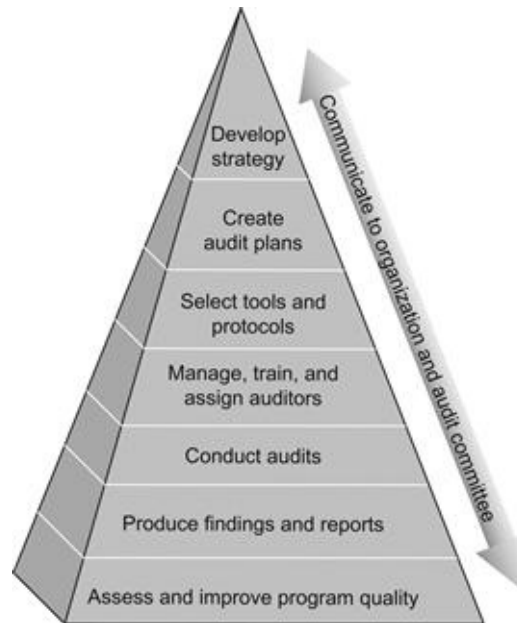 Develop
strategy
Create
audit plans
Select tools and
protocols
Manage, train, and
assign auditors
Conduct audits
Produce findings and reports
Assess and improve program quality
Communicate to organization and audit committee